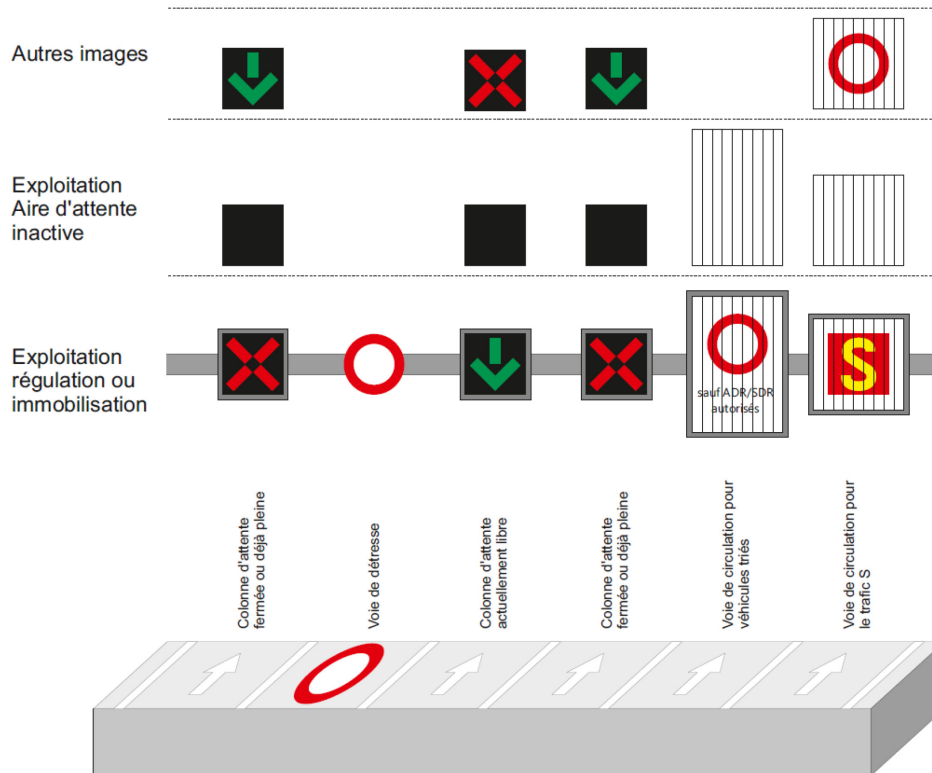 Autres images
Exploitation
Aire d'attente
inactive
Exploitation
régulation ou
immobilisation
sauf ADR/SDR
autorisés
S
Colonne d'attente
fermée ou déjà pleine
Voie de détresse
Colonne d'attente
actuellement libre
Colonne d'attente
fermée ou déjà pleine
Voie de circulation pour
véhicules triés
Voie de circulation pour
le trafic S